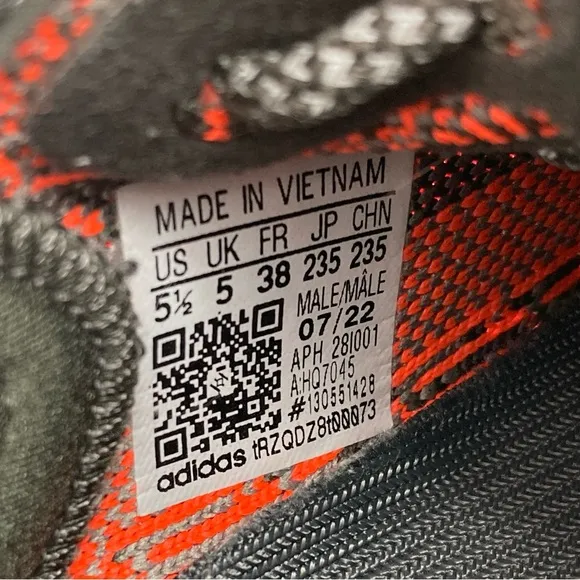 MADE IN VIETNAM
US UK FR JP CHN
5½ 5 38 235 235
MALE/MÂLE
07/22
APH 28I001
A:HQ7045
#130551428
adidas tRZQDZ8t00073